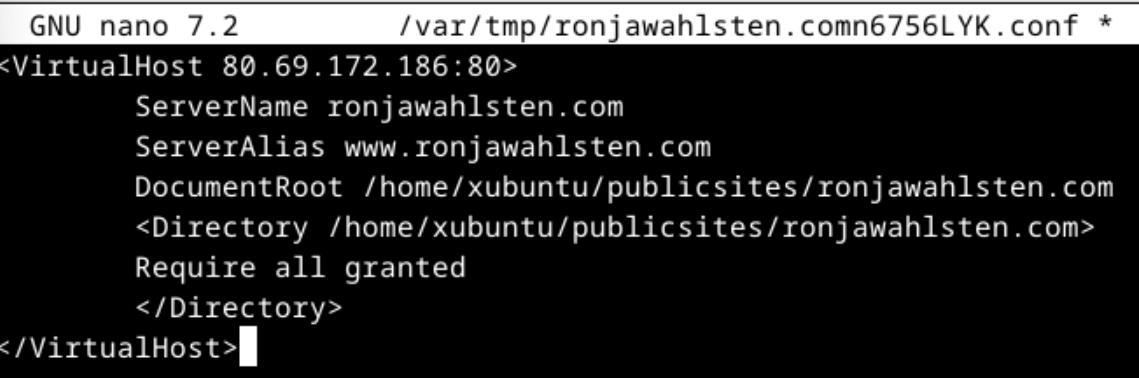 GNU nano 7.2 /var/tmp/ronjawahlsten.comn6756LYK.conf *
<VirtualHost 80.69.172.186:80>
ServerName ronjawahlsten.com
ServerAlias www.ronjawahlsten.com
DocumentRoot /home/xubuntu/publicsites/ronjawahlsten.com
<Directory /home/xubuntu/publicsites/ronjawahlsten.com>
Require all granted
</Directory>
</VirtualHost>